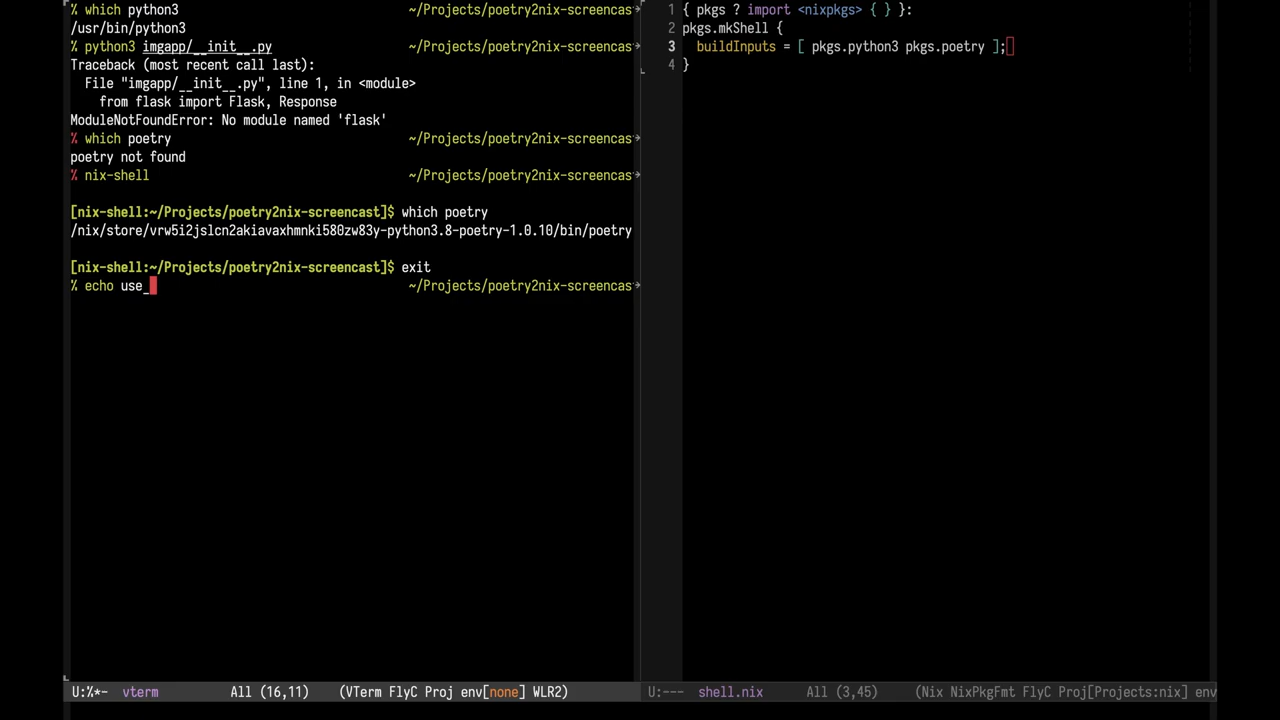 % which python3 ~/Projects/poetry2nix-screencas
/usr/bin/python3
% python3 imgapp/__init__.py ~/Projects/poetry2nix-screencas
Traceback (most recent call last):
  File "imgapp/__init__.py", line 1, in <module>
    from flask import Flask, Response
ModuleNotFoundError: No module named 'flask'
% which poetry ~/Projects/poetry2nix-screencas
poetry not found
% nix-shell ~/Projects/poetry2nix-screencas
[nix-shell:~/Projects/poetry2nix-screencast]$ which poetry
/nix/store/vrw5i2jslcn2akiavaxhmnki580zw83y-python3.8-poetry-1.0.10/bin/poetry
[nix-shell:~/Projects/poetry2nix-screencast]$ exit
% echo use_ ~/Projects/poetry2nix-screencas
U:%*- vterm All (16,11) (VTerm FlyC Proj env[none] WLR2)
1 { pkgs ? import <nixpkgs> { } }:
2 pkgs.mkShell {
3   buildInputs = [ pkgs.python3 pkgs.poetry ];
4 }
U:--- shell.nix All (3,45) (Nix NixPkgFmt FlyC Proj[Projects:nix] env